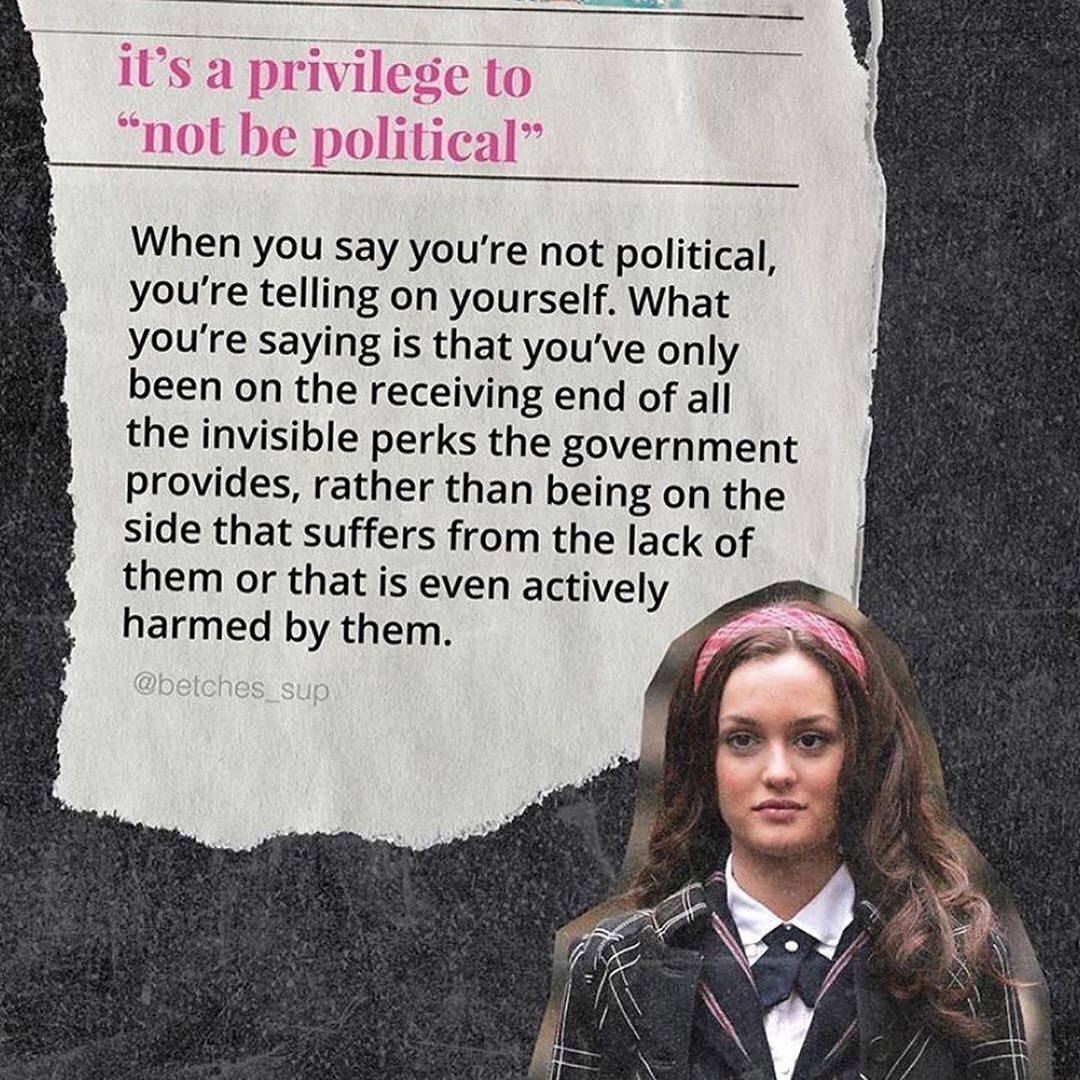 it’s a privilege to
“not be political”
When you say you’re not political,
you’re telling on yourself. What
you’re saying is that you’ve only
been on the receiving end of all
the invisible perks the government
provides, rather than being on the
side that suffers from the lack of
them or that is even actively
harmed by them.
@betches_sup